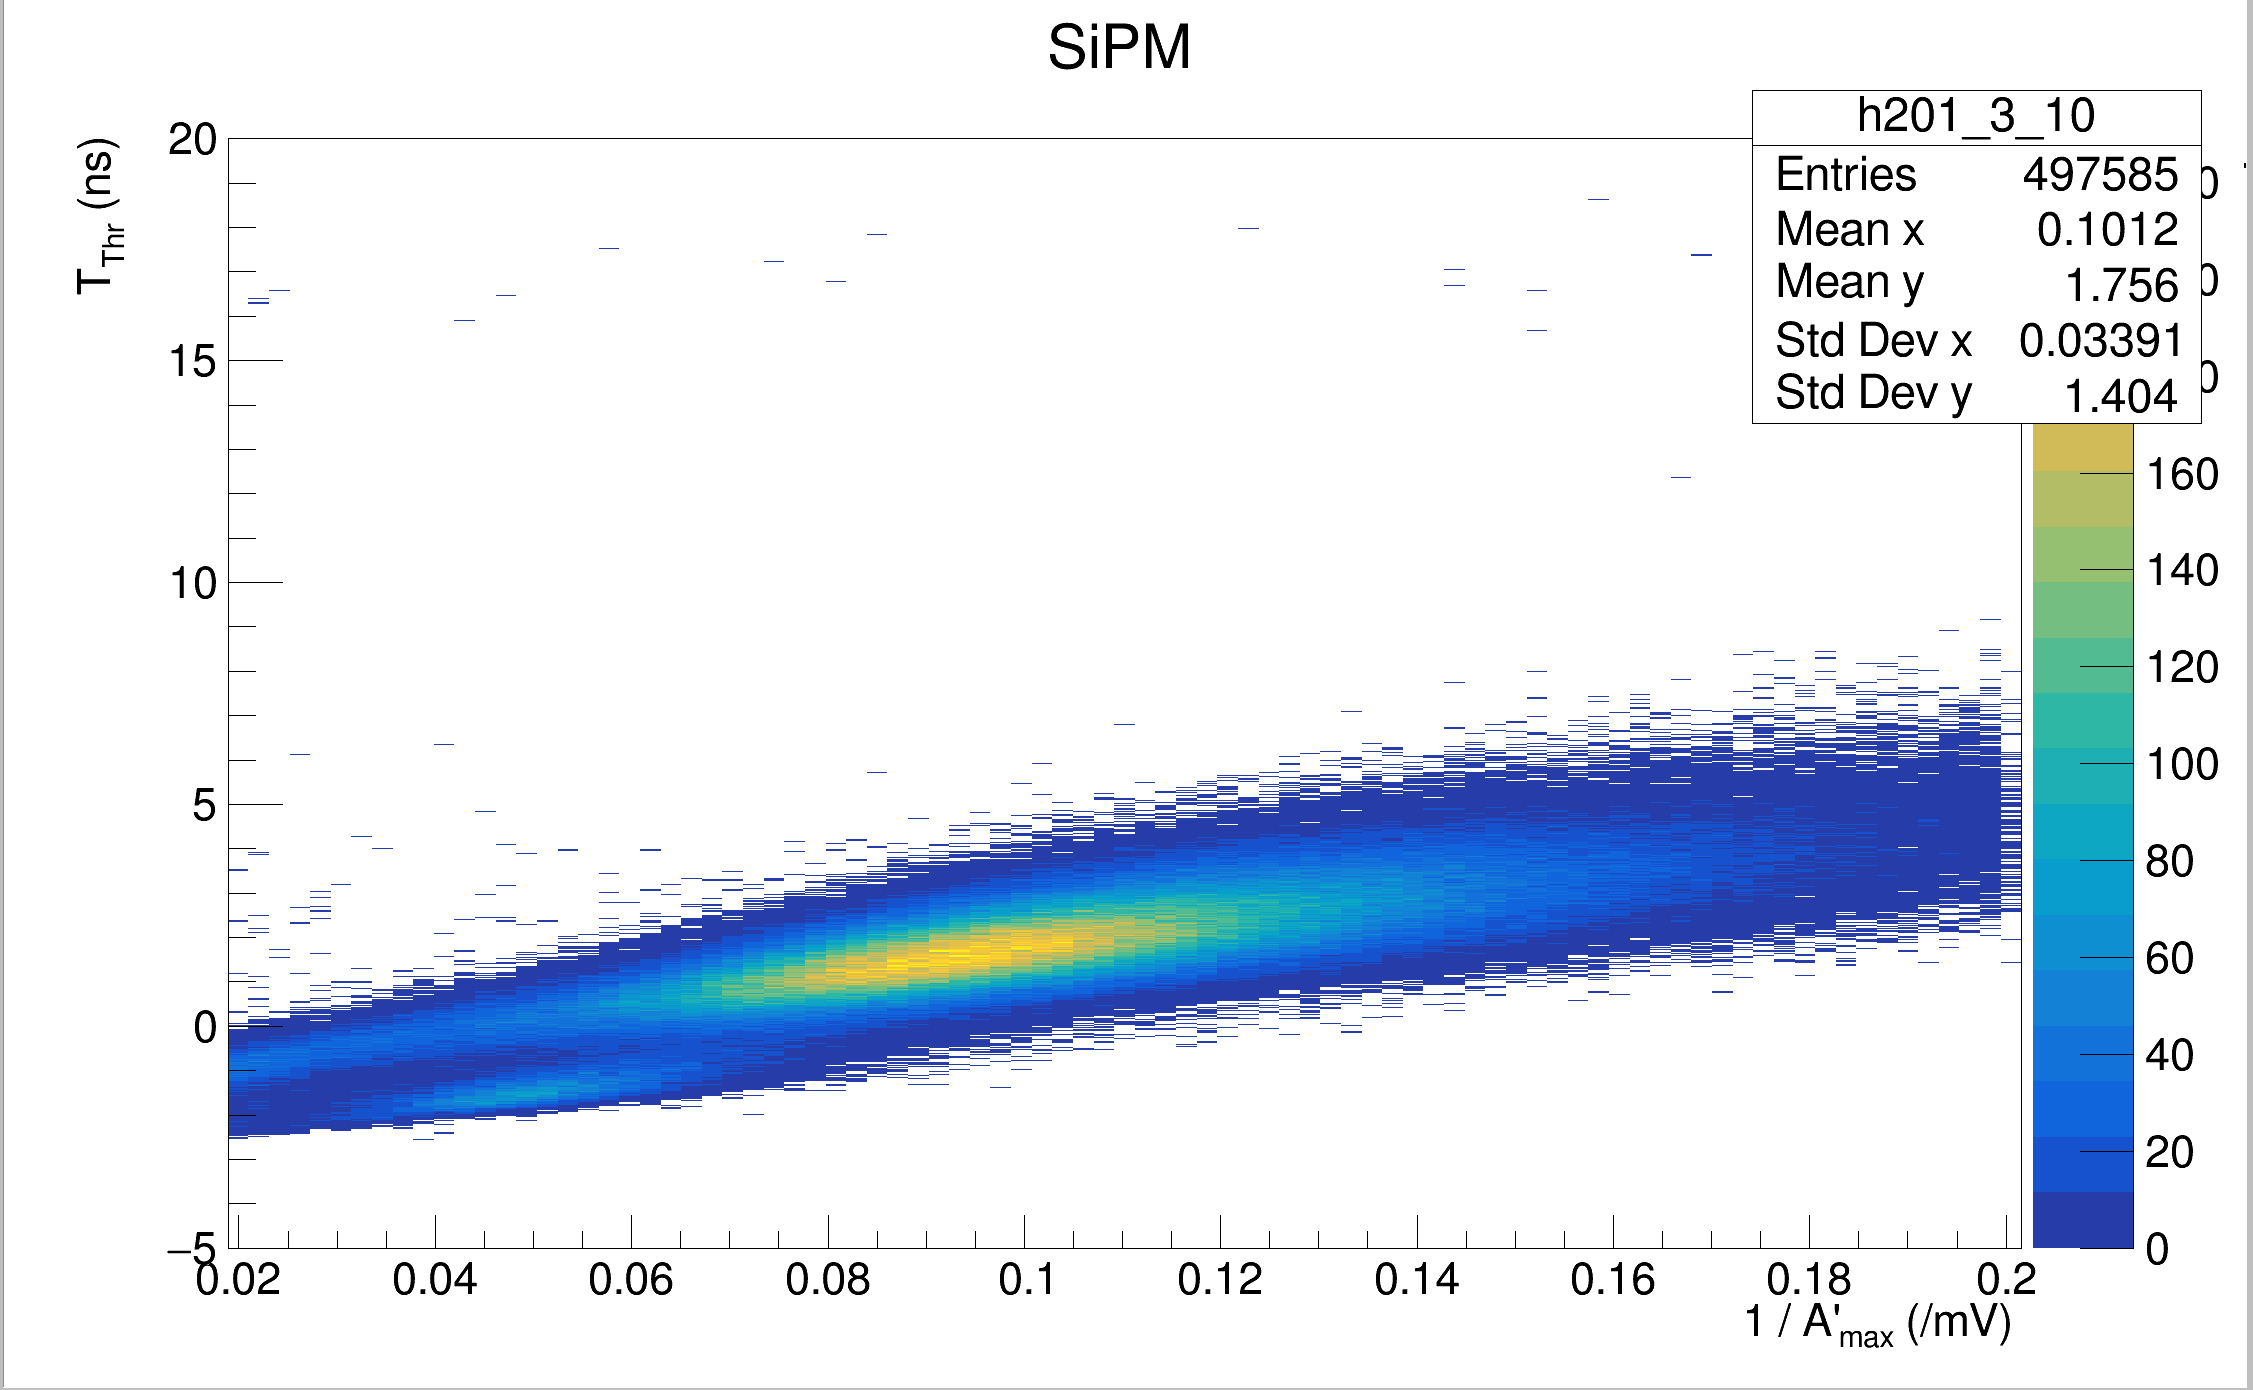 SiPM
h201_3_10
Entries 497585
Mean x 0.1012
Mean y 1.756
Std Dev x 0.03391
Std Dev y 1.404
T_Thr (ns)
20
15
10
5
0
−5
0.02 0.04 0.06 0.08 0.1 0.12 0.14 0.16 0.18 0.2
1 / A'_max (/mV)
160
140
120
100
80
60
40
20
0